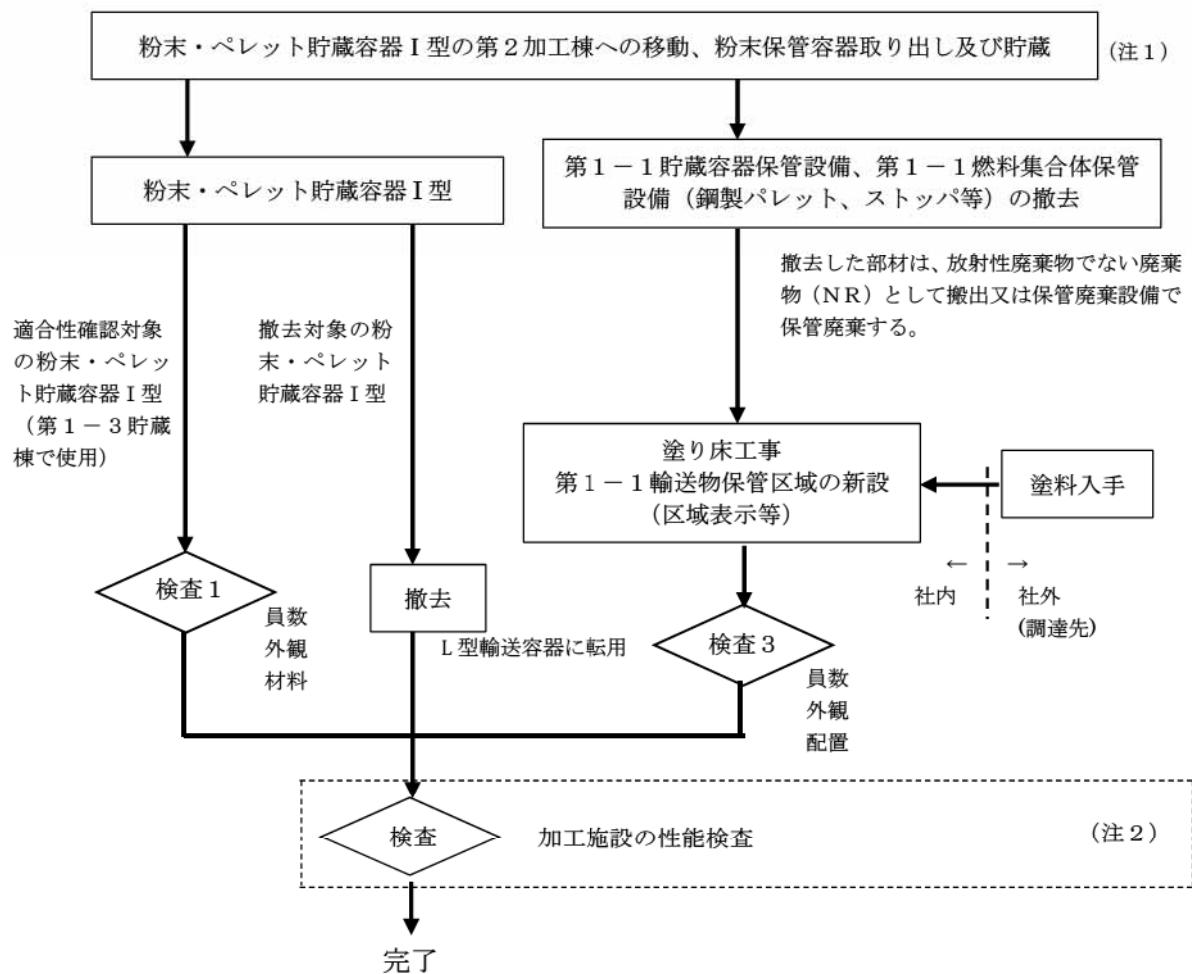 粉末・ペレット貯蔵容器Ⅰ型の第２加工棟への移動、粉末保管容器取り出し及び貯蔵
（注１）
粉末・ペレット貯蔵容器Ⅰ型
第１－１貯蔵容器保管設備、第１－１燃料集合体保管
設備（鋼製パレット、ストッパ等）の撤去
撤去した部材は、放射性廃棄物でない廃棄
物（ＮＲ）として搬出又は保管廃棄設備で
保管廃棄する。
適合性確認対象
の粉末・ペレッ
ト貯蔵容器Ⅰ型
（第１－３貯蔵
棟で使用）
撤去対象の粉
末・ペレット
貯蔵容器Ⅰ型
塗り床工事
第１－１輸送物保管区域の新設
（区域表示等）
塗料入手
← →
社内 社外
(調達先)
検査１
員数
外観
材料
撤去
Ｌ型輸送容器に転用
検査３
員数
外観
配置
検査
加工施設の性能検査
（注２）
完了